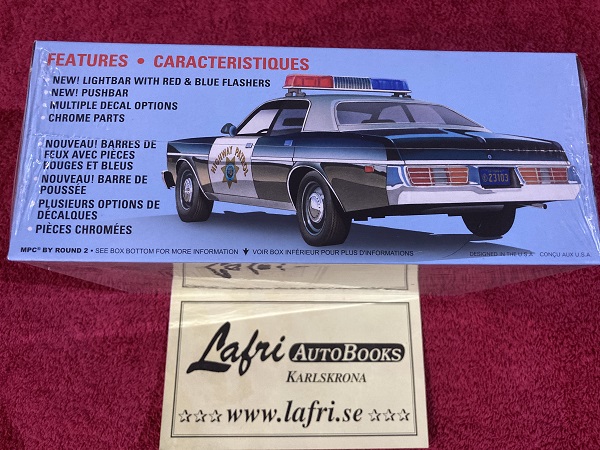 FEATURES • CARACTERISTIQUES
• NEW! LIGHTBAR WITH RED & BLUE FLASHERS
• NEW! PUSHBAR
• MULTIPLE DECAL OPTIONS
• CHROME PARTS
• NOUVEAU! BARRES DE
FEUX AVEC PIÈCES
ROUGES ET BLEUS
• NOUVEAU! BARRE DE
POUSSÉE
• PLUSIEURS OPTIONS DE
DÉCALQUES
• PIÈCES CHROMÉES
HIGHWAY PATROL
23103
MPC® BY ROUND 2 • SEE BOX BOTTOM FOR MORE INFORMATION VOIR BOX INFÉRIEUR POUR PLUS D'INFORMATIONS
DESIGNED IN THE U.S.A. CONÇU AUX U.S.A.
Lafri AUTOBOOKS
KARLSKRONA
www.lafri.se